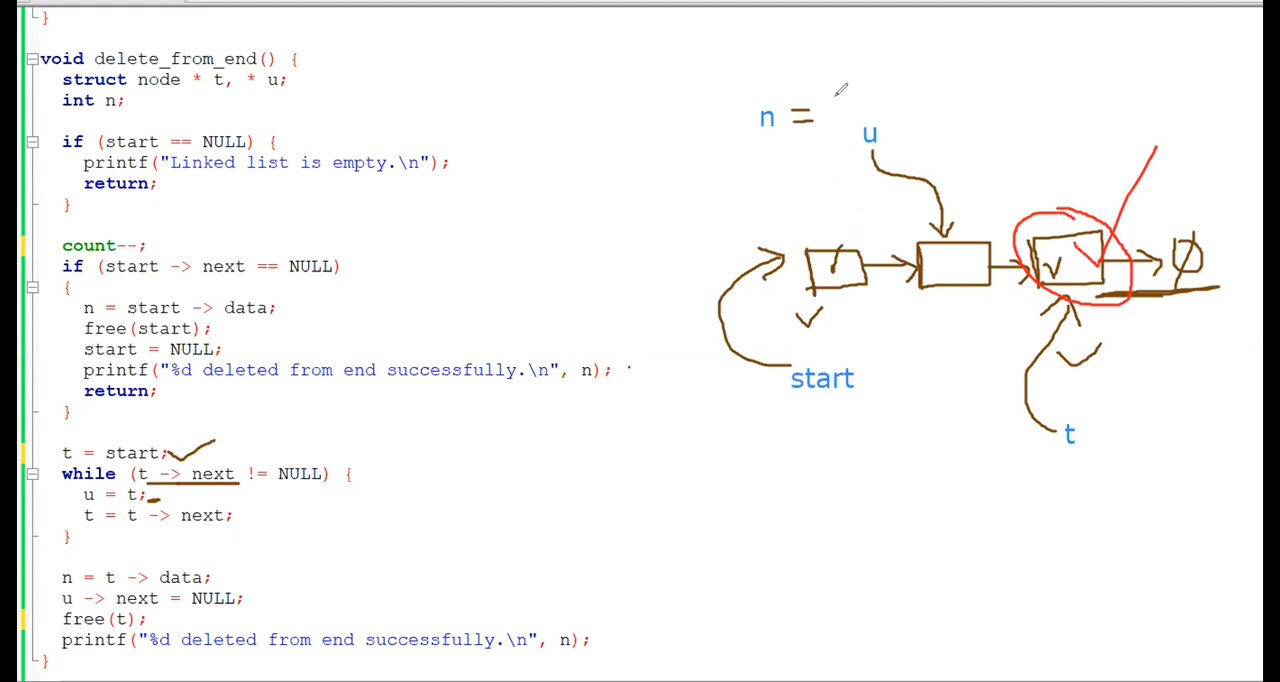 }
void delete_from_end() {
struct node * t, * u;
int n;
if (start == NULL) {
printf("Linked list is empty.\n");
return;
}
count--;
if (start -> next == NULL)
{
n = start -> data;
free(start);
start = NULL;
printf("%d deleted from end successfully.\n", n);
return;
}
t = start;
while (t -> next != NULL) {
u = t;
t = t -> next;
}
n = t -> data;
u -> next = NULL;
free(t);
printf("%d deleted from end successfully.\n", n);
}
n =
u
start
t